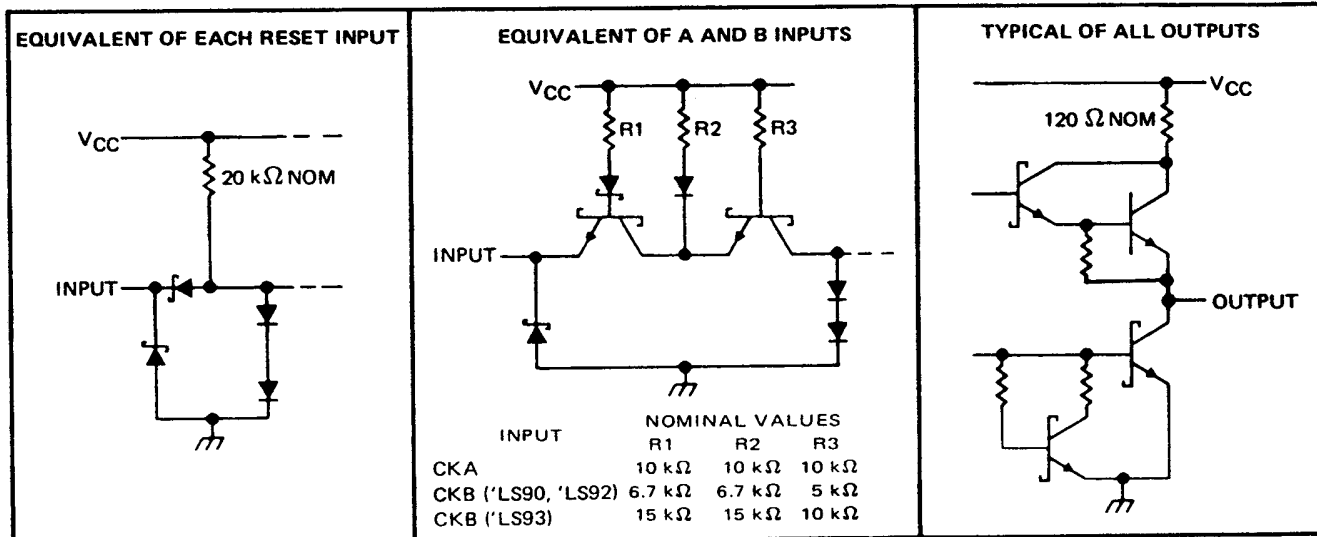 EQUIVALENT OF EACH RESET INPUT
VCC
20 kΩ NOM
INPUT
EQUIVALENT OF A AND B INPUTS
VCC
R1
R2
R3
INPUT
NOMINAL VALUES
INPUT R1 R2 R3
CKA 10 kΩ 10 kΩ 10 kΩ
CKB ('LS90, 'LS92) 6.7 kΩ 6.7 kΩ 5 kΩ
CKB ('LS93) 15 kΩ 15 kΩ 10 kΩ
TYPICAL OF ALL OUTPUTS
VCC
120 Ω NOM
OUTPUT